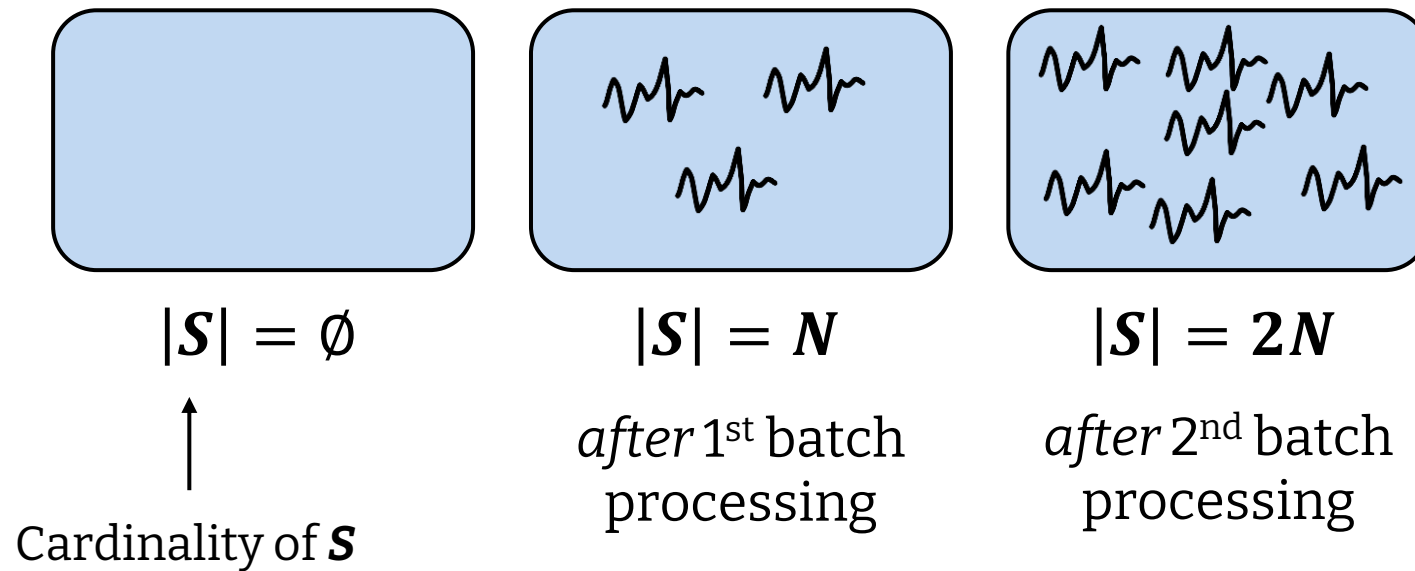 |S| = ∅
|S| = N
|S| = 2N
after 1st batch
processing
after 2nd batch
processing
Cardinality of S